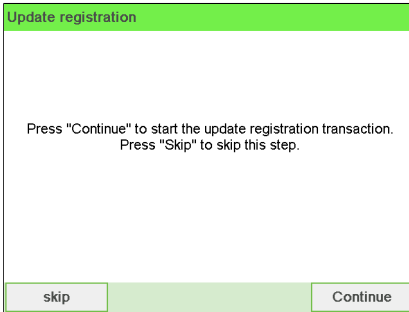 Update registration
Press "Continue" to start the update registration transaction.
Press "Skip" to skip this step.
skip
Continue